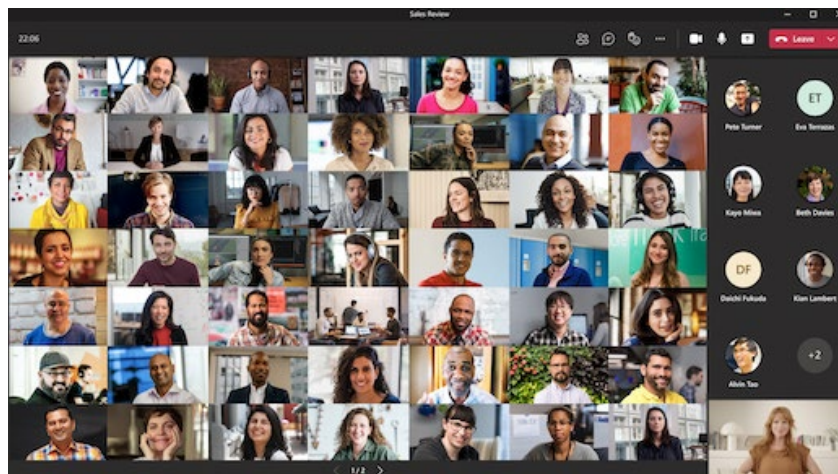 Sales Review
22:06
Leave
Pete Turner
ET
Eva Terrazas
Kayo Miwa
Beth Davies
DF
Daichi Fukuda
Kian Lambert
Alvin Tao
+2
1/2